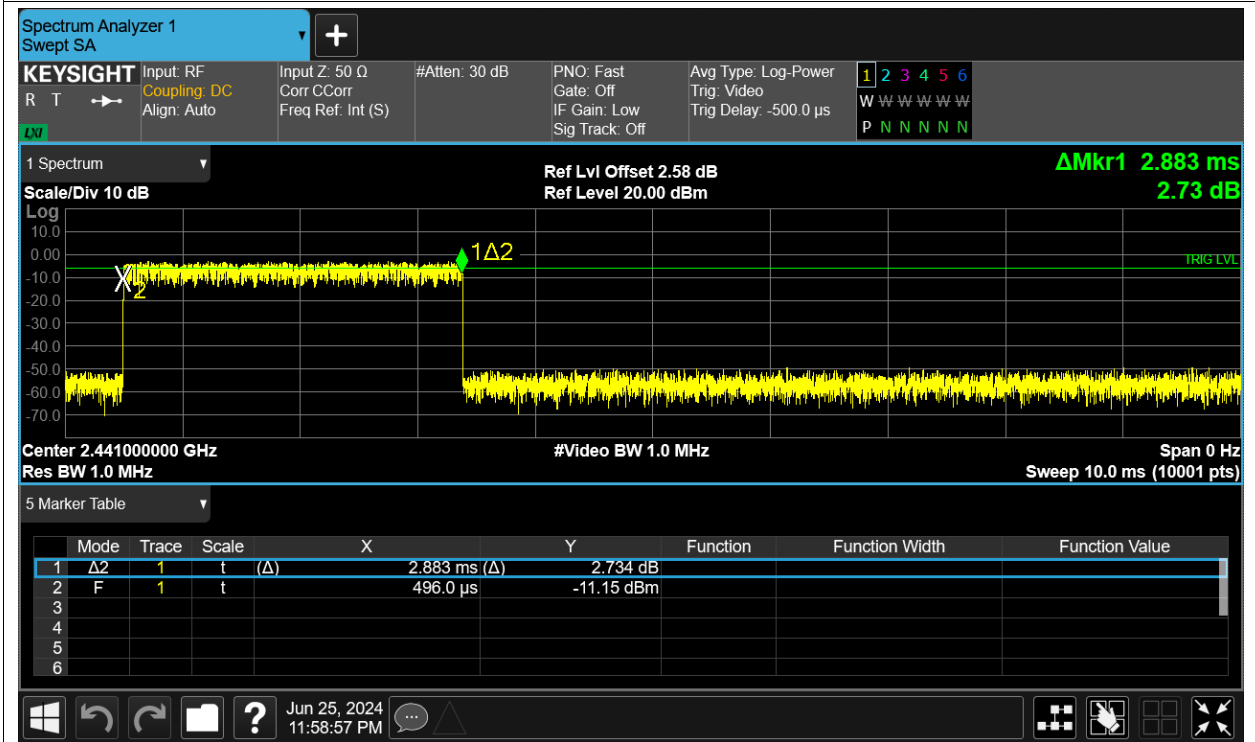 Spectrum Analyzer 1
Swept SA
KEYSIGHT
R T
LXI
Input: RF
Coupling: DC
Align: Auto
Input Z: 50 Ω
Corr CCorr
Freq Ref: Int (S)
#Atten: 30 dB
PNO: Fast
Gate: Off
IF Gain: Low
Sig Track: Off
Avg Type: Log-Power
Trig: Video
Trig Delay: -500.0 µs
1 2 3 4 5 6
W W W W W W
P N N N N N
1 Spectrum
Scale/Div 10 dB
Ref Lvl Offset 2.58 dB
Ref Level 20.00 dBm
ΔMkr1 2.883 ms
2.73 dB
Log
10.0
0.00
-10.0
-20.0
-30.0
-40.0
-50.0
-60.0
-70.0
1Δ2
2
TRIG LVL
Center 2.441000000 GHz
Res BW 1.0 MHz
#Video BW 1.0 MHz
Span 0 Hz
Sweep 10.0 ms (10001 pts)
5 Marker Table
Mode Trace Scale X Y Function Function Width Function Value
1 Δ2 1 t (Δ) 2.883 ms (Δ) 2.734 dB
2 F 1 t 496.0 µs -11.15 dBm
3
4
5
6
?
Jun 25, 2024
11:58:57 PM